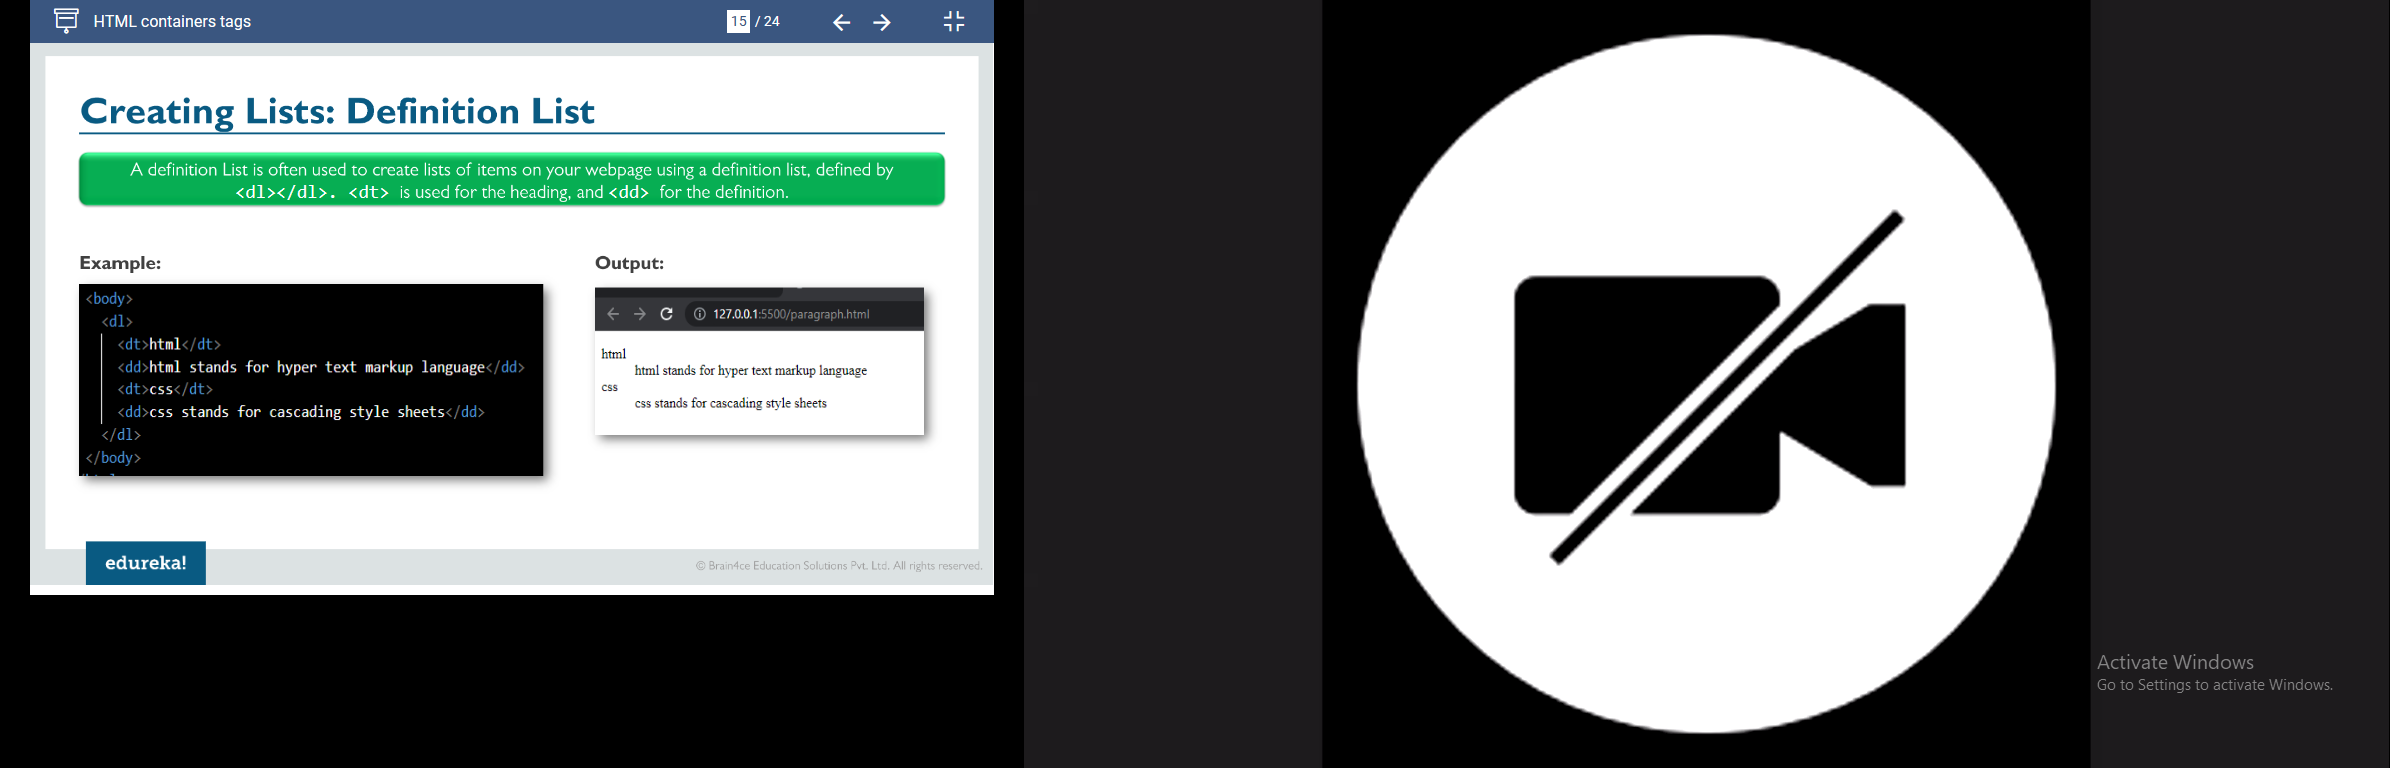 HTML containers tags
15 / 24
Creating Lists: Definition List
A definition List is often used to create lists of items on your webpage using a definition list, defined by
<dl></dl>. <dt> is used for the heading, and <dd> for the definition.
Example:
<body>
<dl>
<dt>html</dt>
<dd>html stands for hyper text markup language</dd>
<dt>css</dt>
<dd>css stands for cascading style sheets</dd>
</dl>
</body>
Output:
127.0.0.1:5500/paragraph.html
html
html stands for hyper text markup language
css
css stands for cascading style sheets
edureka!
© Brain4ce Education Solutions Pvt. Ltd. All rights reserved.
Activate Windows
Go to Settings to activate Windows.